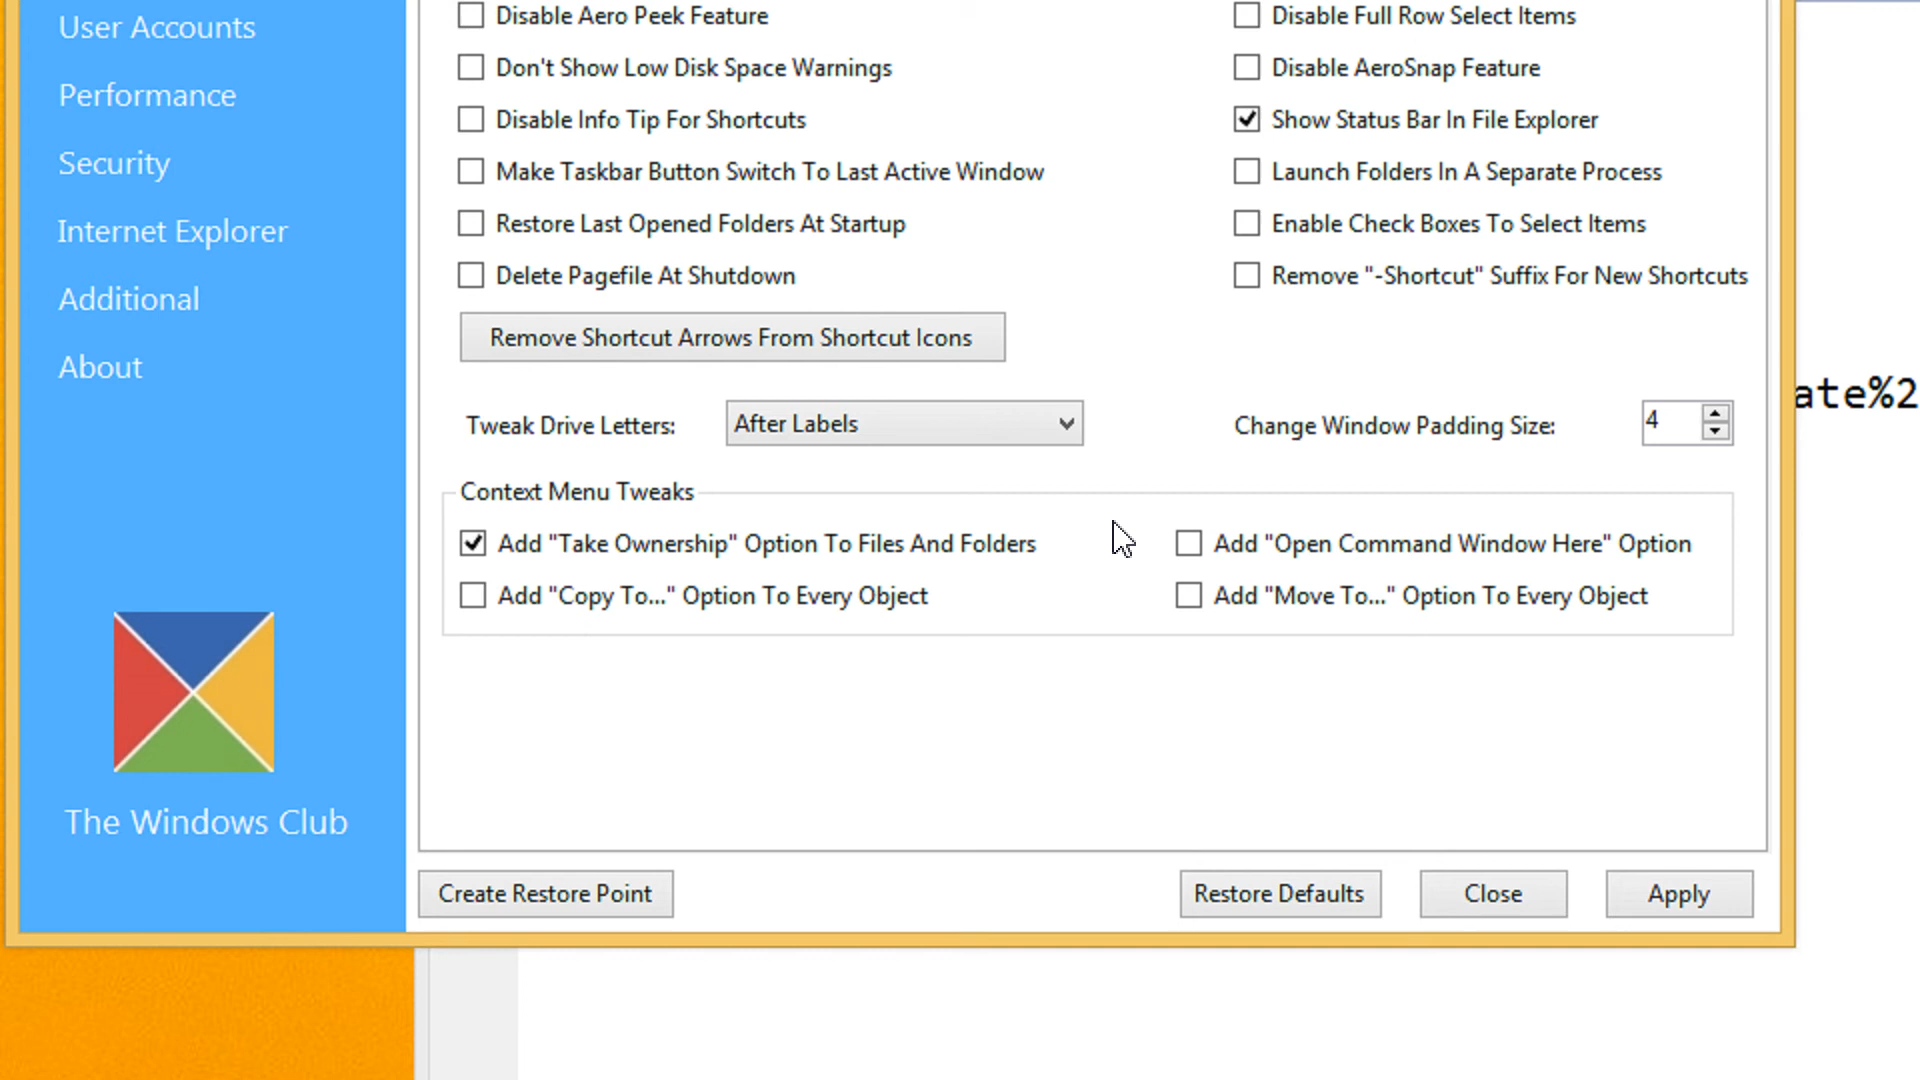 User Accounts
Performance
Security
Internet Explorer
Additional
About
The Windows Club
Disable Aero Peek Feature
Disable Full Row Select Items
Don't Show Low Disk Space Warnings
Disable AeroSnap Feature
Disable Info Tip For Shortcuts
Show Status Bar In File Explorer
Make Taskbar Button Switch To Last Active Window
Launch Folders In A Separate Process
Restore Last Opened Folders At Startup
Enable Check Boxes To Select Items
Delete Pagefile At Shutdown
Remove "-Shortcut" Suffix For New Shortcuts
Remove Shortcut Arrows From Shortcut Icons
Tweak Drive Letters: After Labels
Change Window Padding Size: 4
Context Menu Tweaks
Add "Take Ownership" Option To Files And Folders
Add "Open Command Window Here" Option
Add "Copy To..." Option To Every Object
Add "Move To..." Option To Every Object
Create Restore Point
Restore Defaults
Close
Apply
ate%2